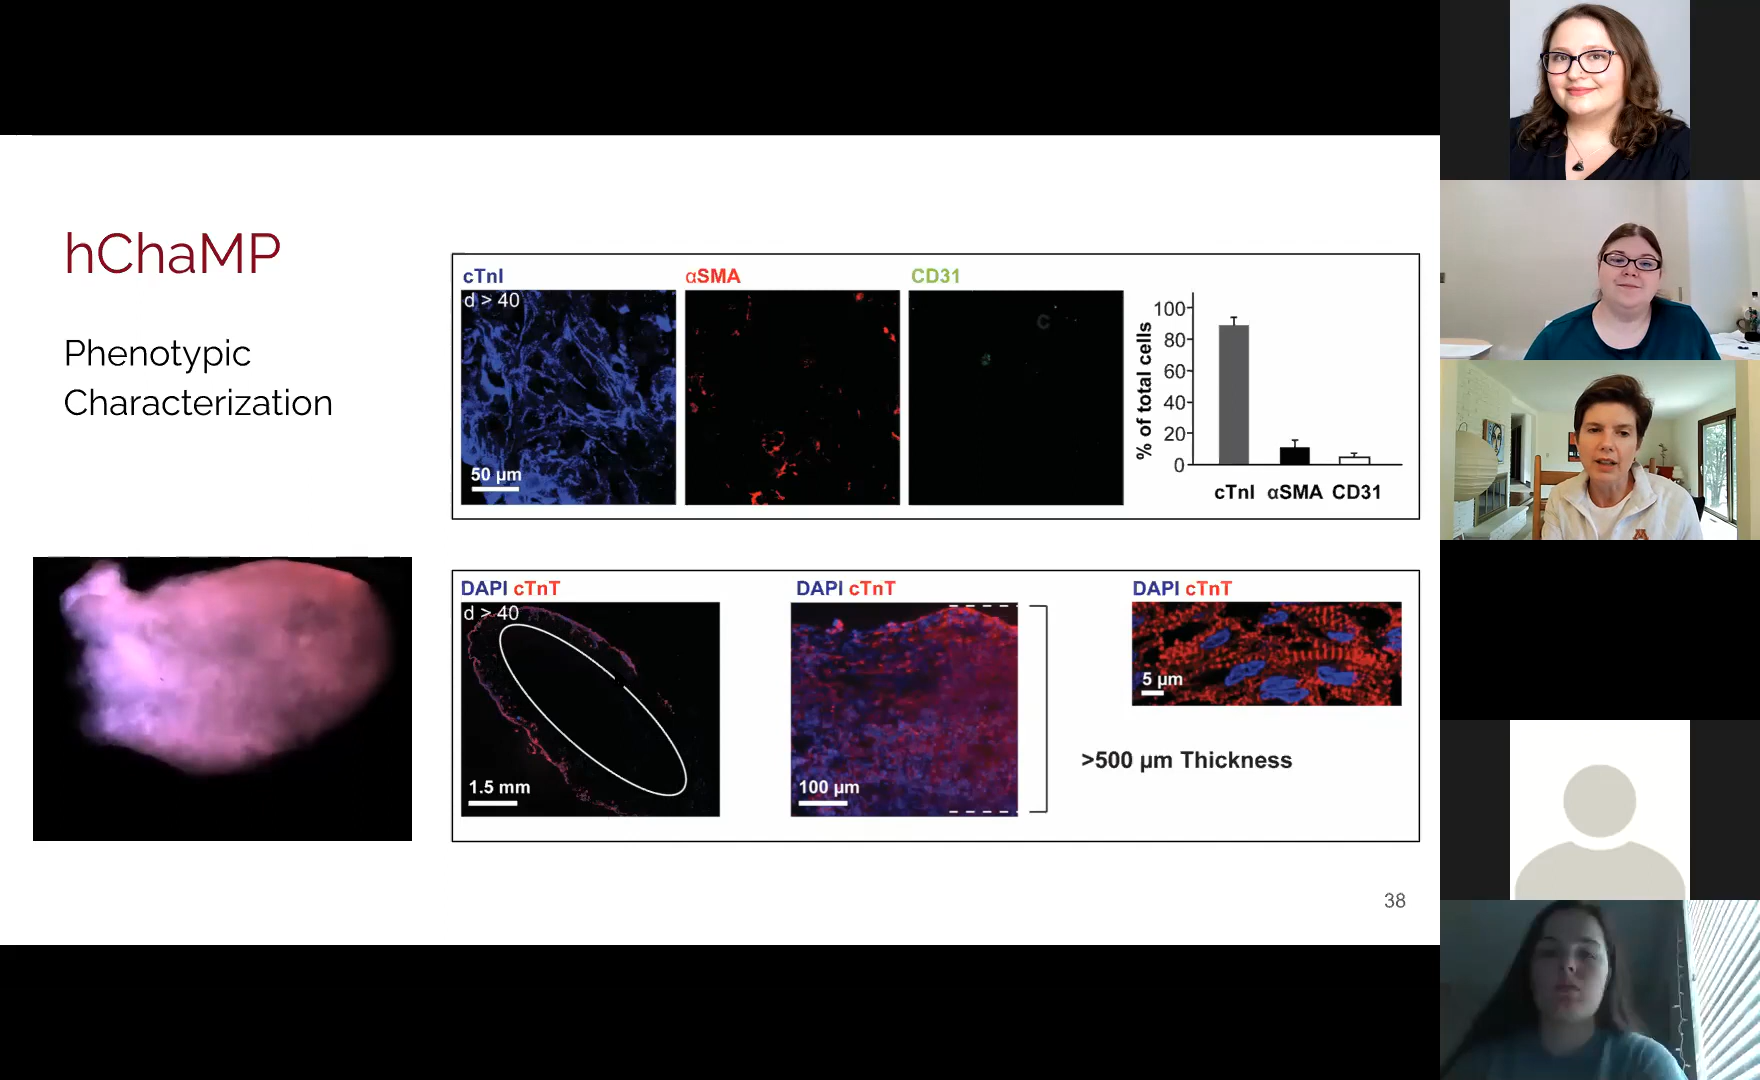 hChaMP
Phenotypic
Characterization
cTnI
d > 40
50 µm
αSMA
CD31
% of total cells
100
80
60
40
20
0
cTnI αSMA CD31
DAPI cTnT
d > 40
1.5 mm
DAPI cTnT
100 µm
DAPI cTnT
5 µm
>500 µm Thickness
38